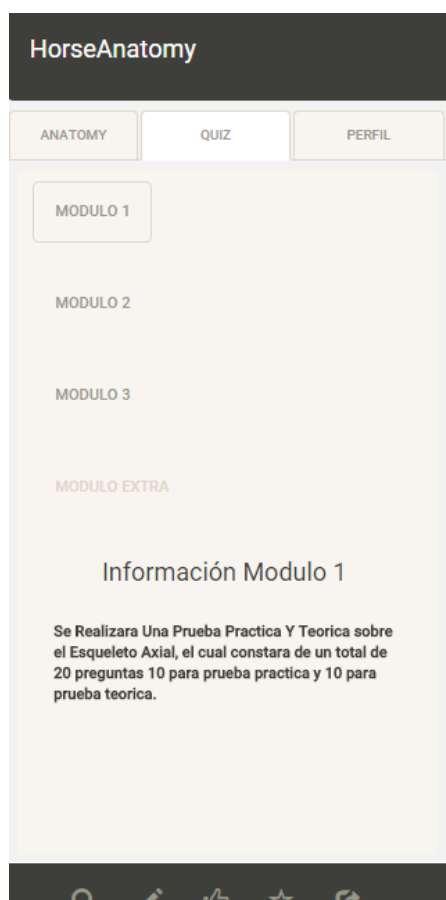 HorseAnatomy
ANATOMY QUIZ PERFIL
MODULO 1
MODULO 2
MODULO 3
MODULO EXTRA
Información Modulo 1
Se Realizara Una Prueba Practica Y Teorica sobre
el Esqueleto Axial, el cual constara de un total de
20 preguntas 10 para prueba practica y 10 para
prueba teorica.